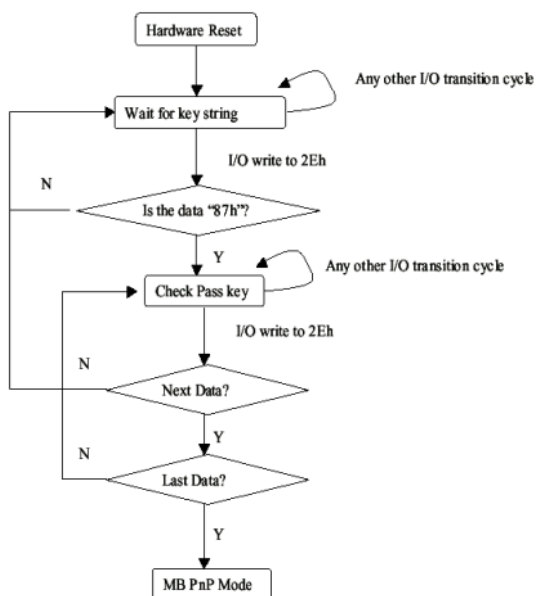 Hardware Reset
Any other I/O transition cycle
Wait for key string
I/O write to 2Eh
N
Is the data “87h”?
Y
Any other I/O transition cycle
Check Pass key
I/O write to 2Eh
N
Next Data?
Y
N
Last Data?
Y
MB PnP Mode